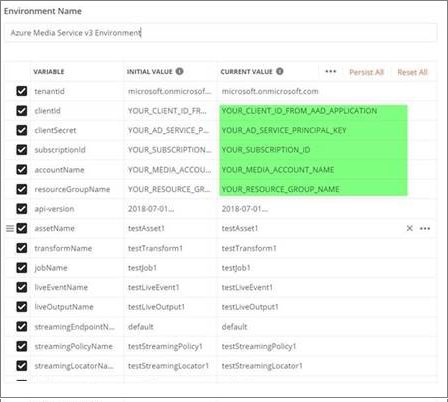 Environment Name
Azure Media Service v3 Environment
VARIABLE INITIAL VALUE CURRENT VALUE ••• Persist All Reset All
tenantId microsoft.onmicrosof... microsoft.onmicrosoft.com
clientId YOUR_CLIENT_ID_FR... YOUR_CLIENT_ID_FROM_AAD_APPLICATION
clientSecret YOUR_AD_SERVICE_P... YOUR_AD_SERVICE_PRINCIPAL_KEY
subscriptionId YOUR_SUBSCRIPTION... YOUR_SUBSCRIPTION_ID
accountName YOUR_MEDIA_ACCOU... YOUR_MEDIA_ACCOUNT_NAME
resourceGroupName YOUR_RESOURCE_GR... YOUR_RESOURCE_GROUP_NAME
api-version 2018-07-01... 2018-07-01...
assetName testAsset1 testAsset1
transformName testTransform1 testTransform1
jobName testJob1 testJob1
liveEventName testLiveEvent1 testLiveEvent1
liveOutputName testLiveOutput1 testLiveOutput1
streamingEndpointN... default default
streamingPolicyName testStreamingPolicy1 testStreamingPolicy1
streamingLocatorNa... testStreamingLocator1 testStreamingLocator1